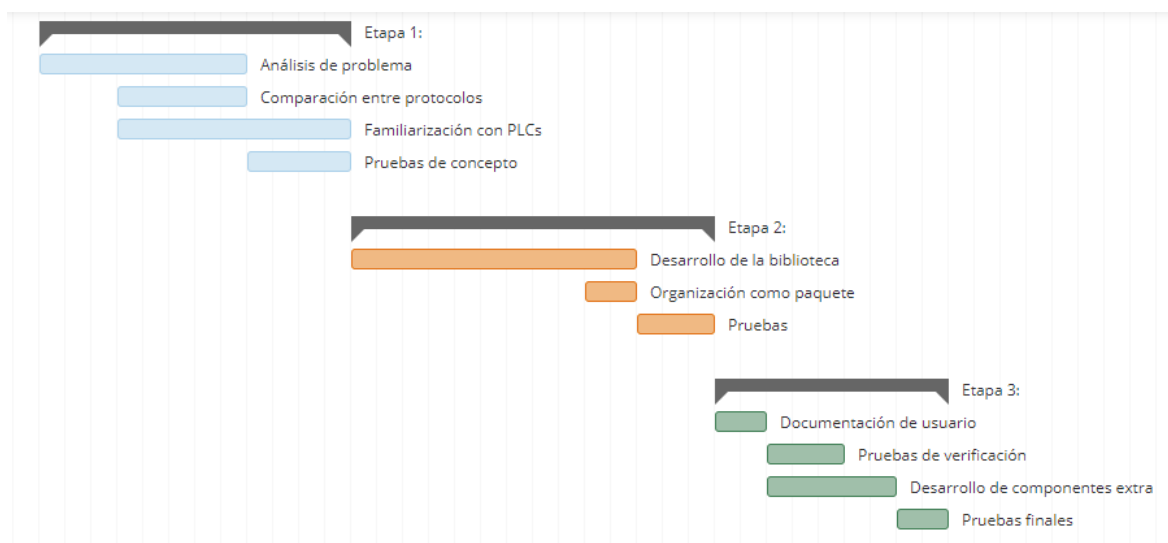 Etapa 1:
Análisis de problema
Comparación entre protocolos
Familiarización con PLCs
Pruebas de concepto
Etapa 2:
Desarrollo de la biblioteca
Organización como paquete
Pruebas
Etapa 3:
Documentación de usuario
Pruebas de verificación
Desarrollo de componentes extra
Pruebas finales